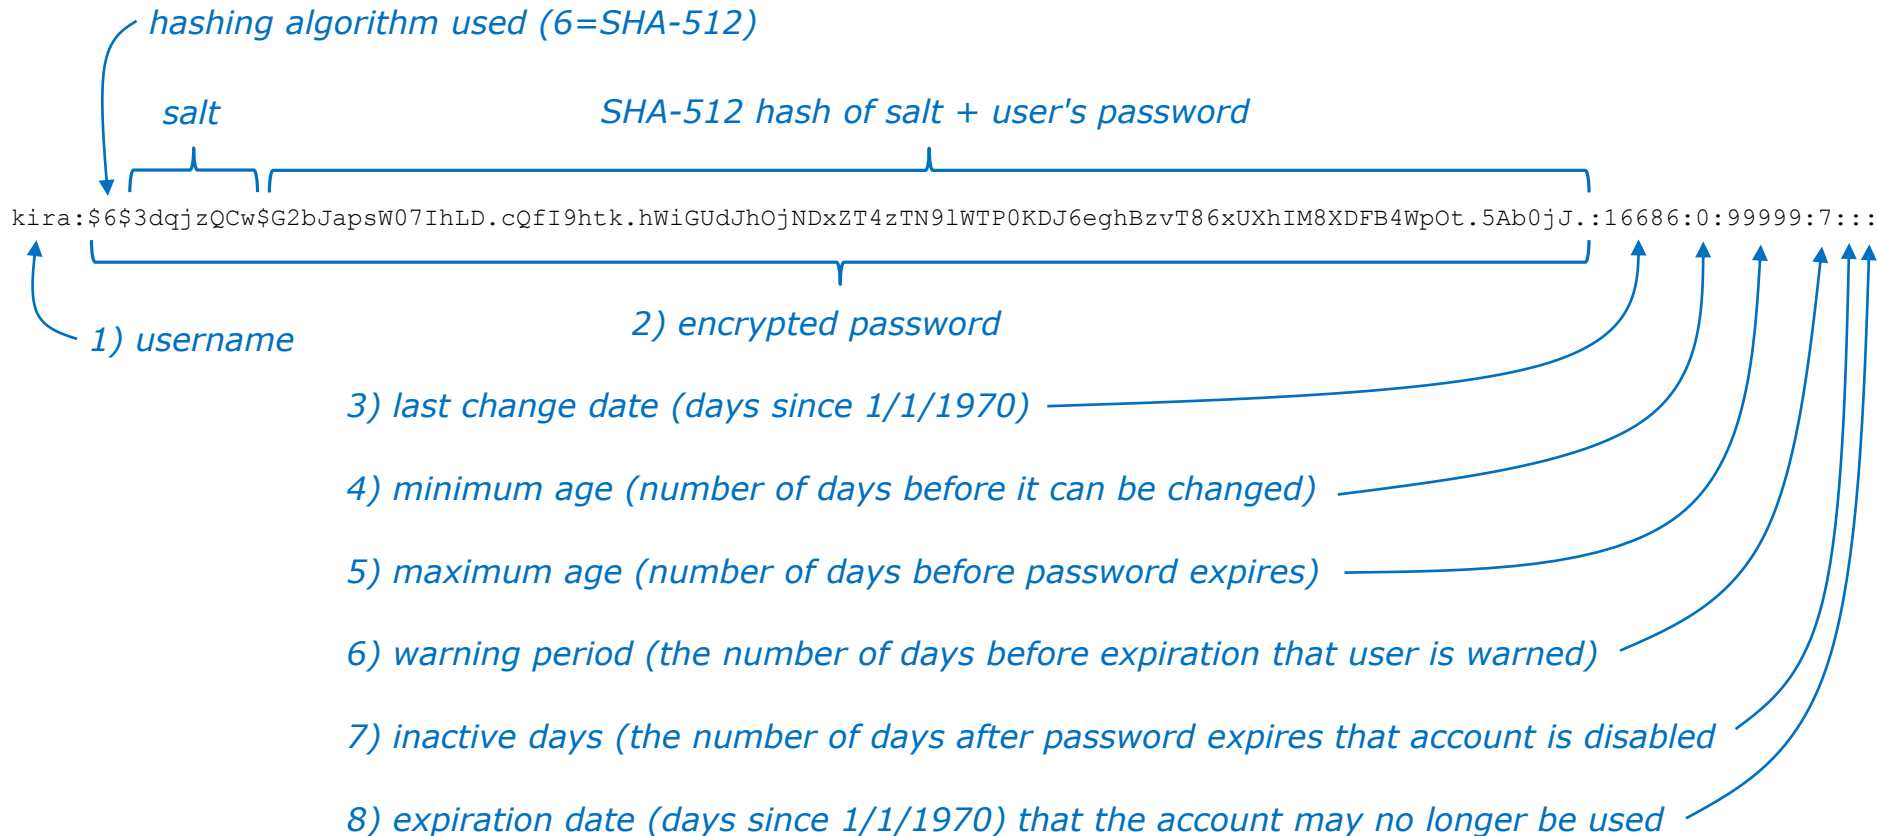 hashing algorithm used (6=SHA-512)
salt
SHA-512 hash of salt + user's password
kira:$6$3dqjzQCw$G2bJapsW07IhLD.cQfI9htk.hWiGUdJhOjNDxZT4zTN9lWTP0KDJ6eghBzvT86xUXhIM8XDFB4WpOt.5Ab0jJ.:16686:0:99999:7:::
1) username
2) encrypted password
3) last change date (days since 1/1/1970)
4) minimum age (number of days before it can be changed)
5) maximum age (number of days before password expires)
6) warning period (the number of days before expiration that user is warned)
7) inactive days (the number of days after password expires that account is disabled
8) expiration date (days since 1/1/1970) that the account may no longer be used